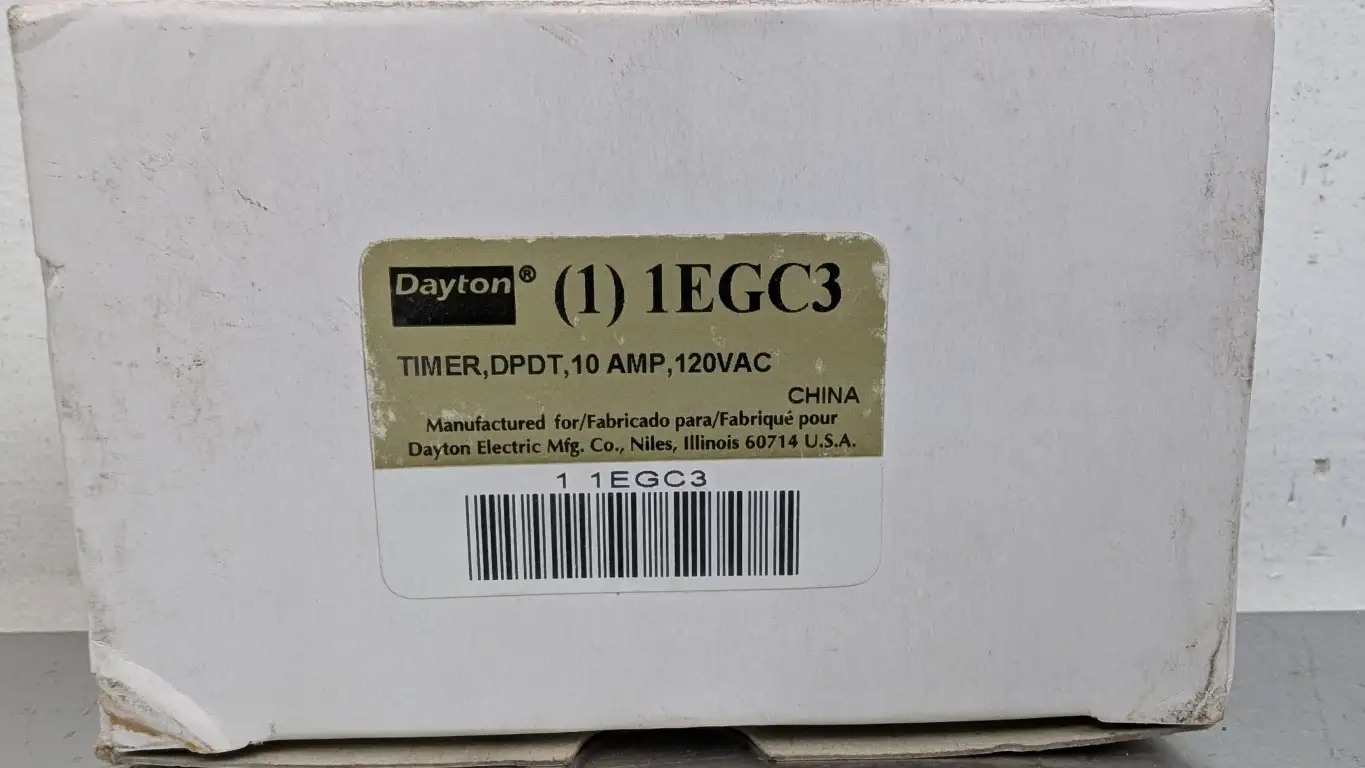 Dayton® (1) 1EGC3
TIMER,DPDT,10 AMP,120VAC
CHINA
Manufactured for/Fabricado para/Fabriqué pour
Dayton Electric Mfg. Co., Niles, Illinois 60714 U.S.A.
1 1EGC3